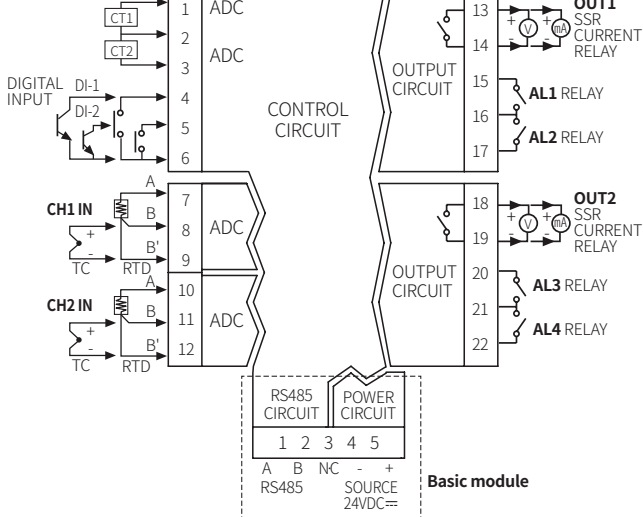 CT1
CT2
1
ADC
2
ADC
3
DIGITAL
INPUT
DI-1
DI-2
4
5
6
CONTROL
CIRCUIT
13
14
OUT1
SSR
CURRENT
RELAY
+ V + mA
- -
OUTPUT
CIRCUIT
15
16
17
AL1 RELAY
AL2 RELAY
CH1 IN
+
-
TC
RTD
A
B
B'
7
8
9
ADC
CH2 IN
+
-
TC
RTD
A
B
B'
10
11
12
ADC
18
19
OUT2
SSR
CURRENT
RELAY
+ V + mA
- -
OUTPUT
CIRCUIT
20
21
22
AL3 RELAY
AL4 RELAY
RS485
CIRCUIT
POWER
CIRCUIT
1 2 3 4 5
A B N·C - +
RS485
SOURCE
24VDC⎓
Basic module